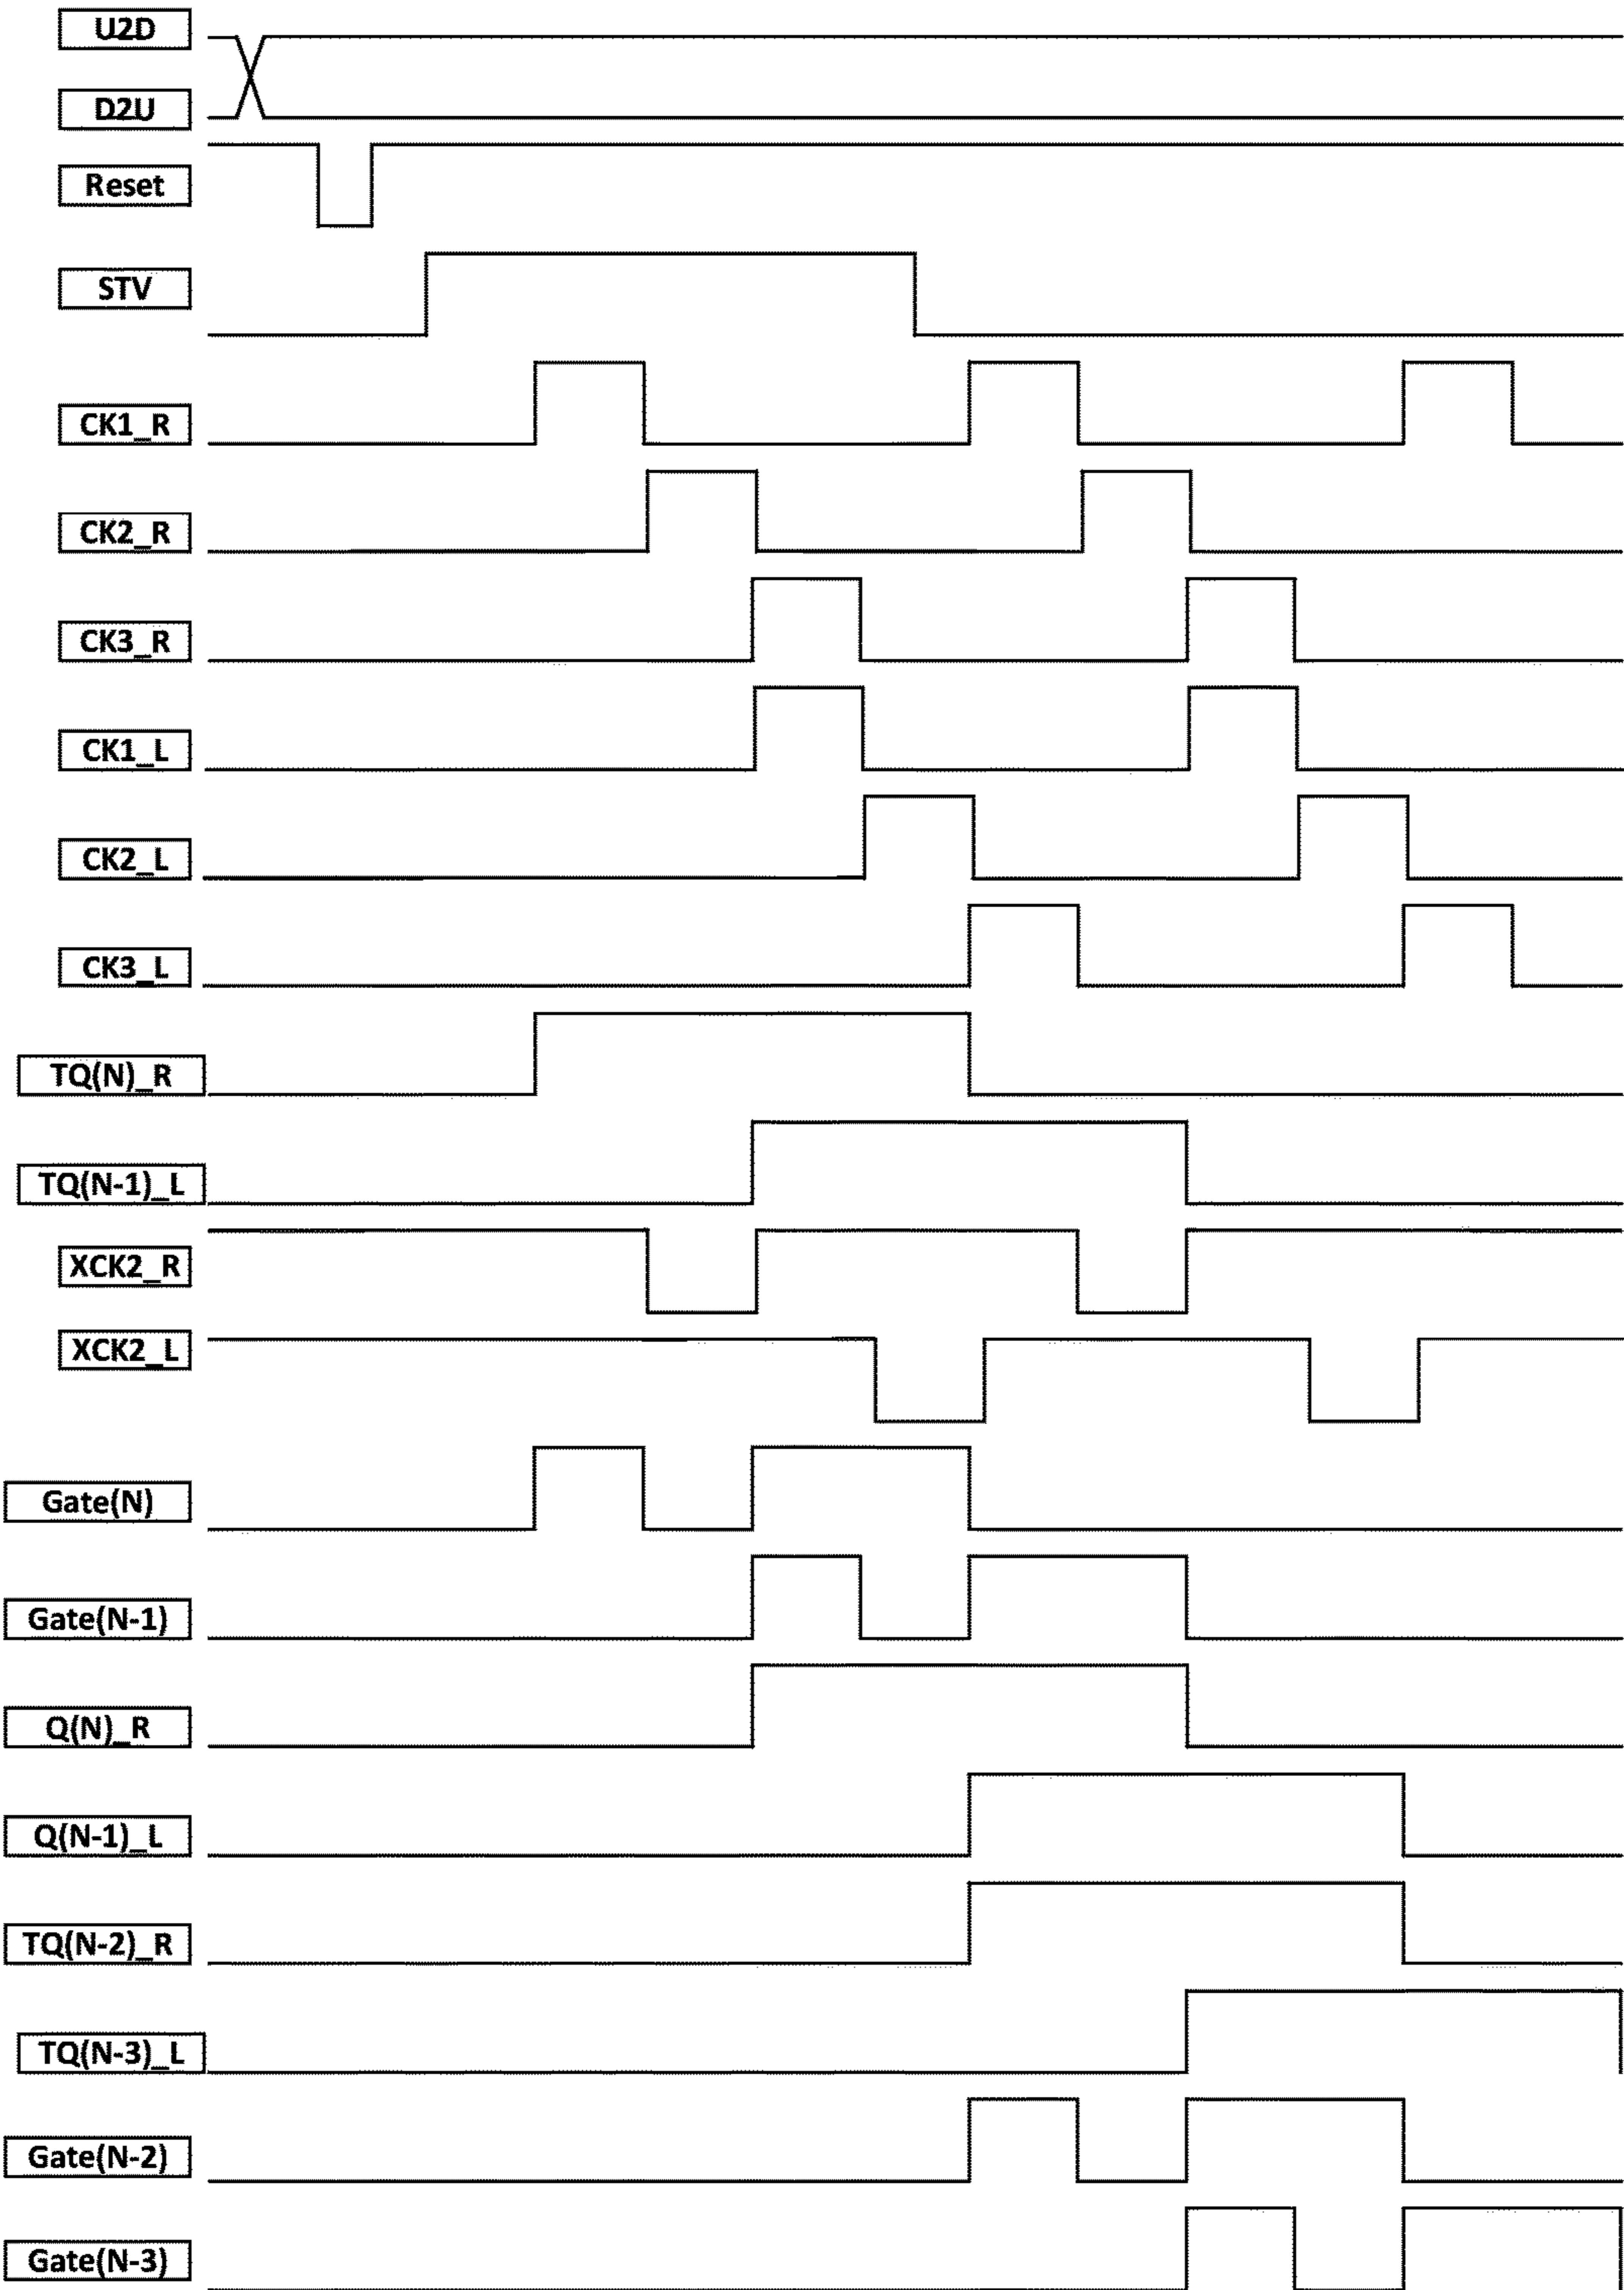 U2D
D2U
Reset
STV
CK1_R
CK2_R
CK3_R
CK1_L
CK2_L
CK3_L
TQ(N)_R
TQ(N-1)_L
XCK2_R
XCK2_L
Gate(N)
Gate(N-1)
Q(N)_R
Q(N-1)_L
TQ(N-2)_R
TQ(N-3)_L
Gate(N-2)
Gate(N-3)